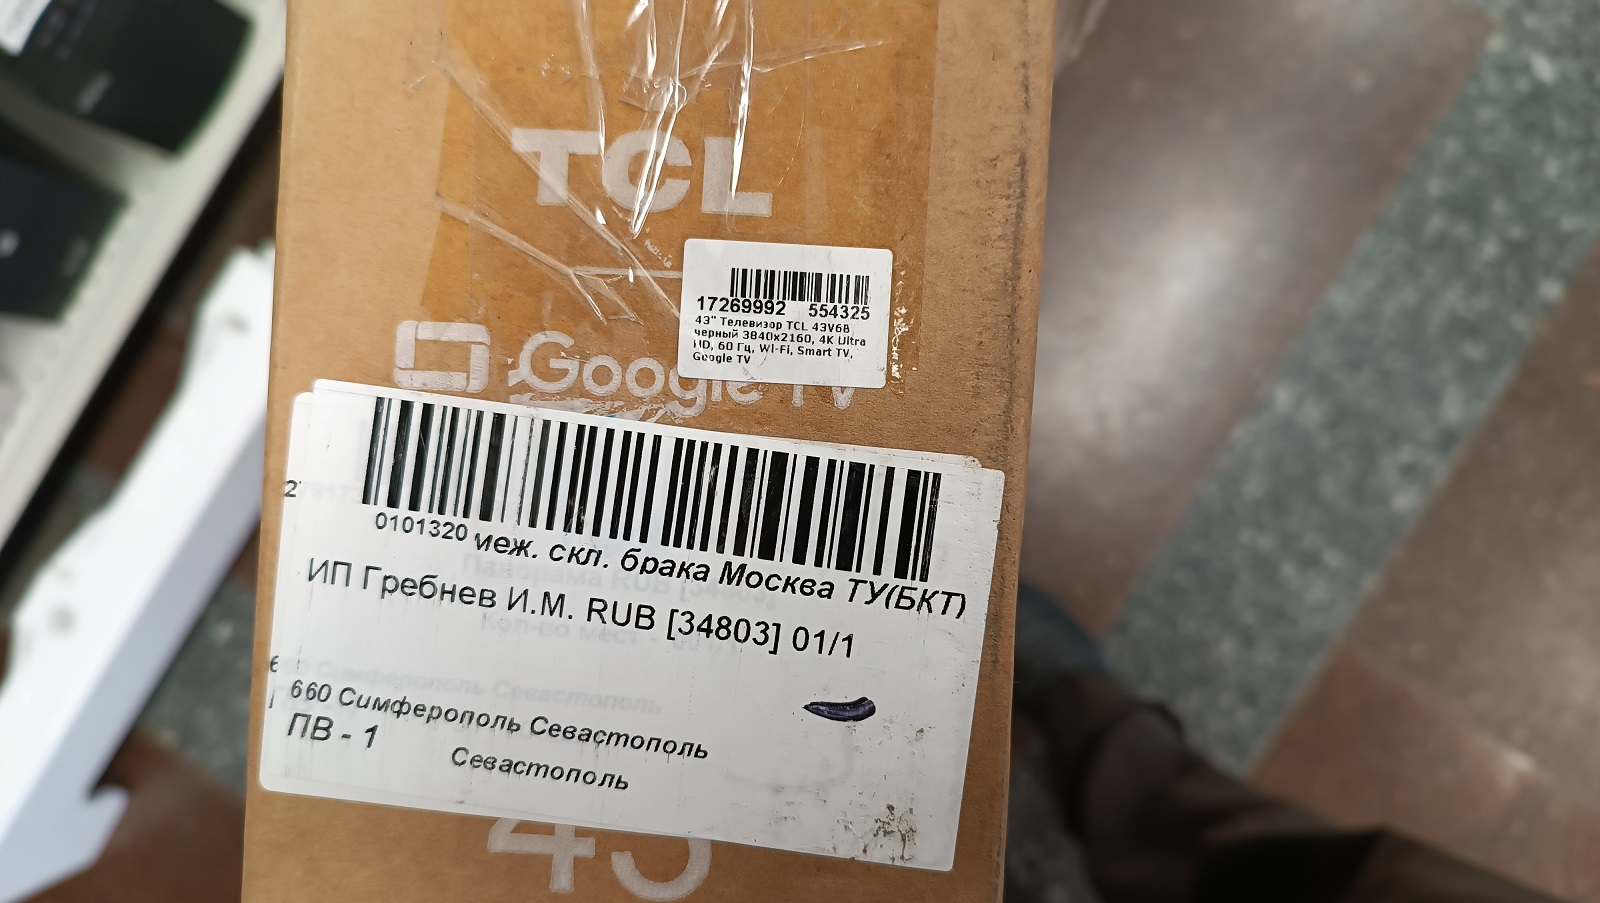 TCL
17269992 554325
43" Телевизор TCL 43V6B
черный 3840x2160, 4K Ultra
HD, 60 Гц, Wi-Fi, Smart TV,
Google TV
Google TV
0101320 меж. скл. брака Москва ТУ(БКТ)
ИП Гребнев И.М. RUB [34803] 01/1
660 Симферополь Севастополь
ПВ - 1
Севастополь
43